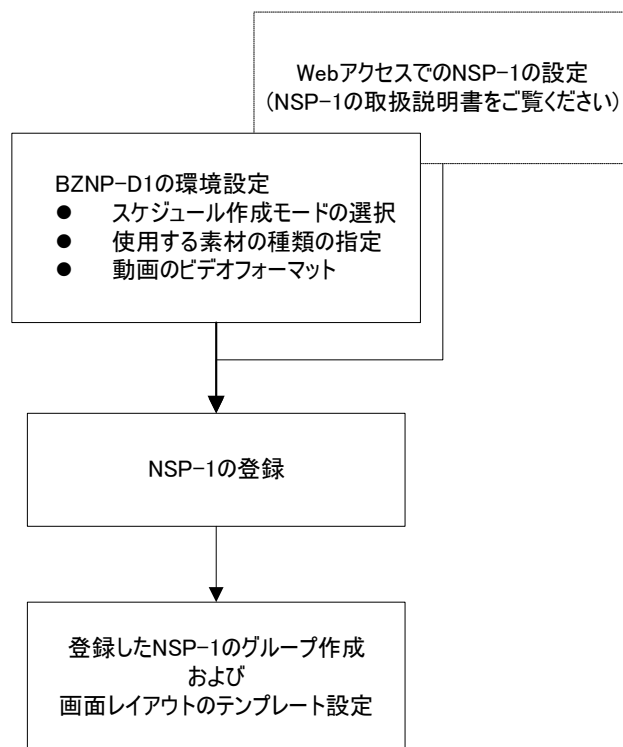 WebアクセスでのNSP-1の設定
(NSP-1の取扱説明書をご覧ください)
BZNP-D1の環境設定
● スケジュール作成モードの選択
● 使用する素材の種類の指定
● 動画のビデオフォーマット
NSP-1の登録
登録したNSP-1のグループ作成
および
画面レイアウトのテンプレート設定